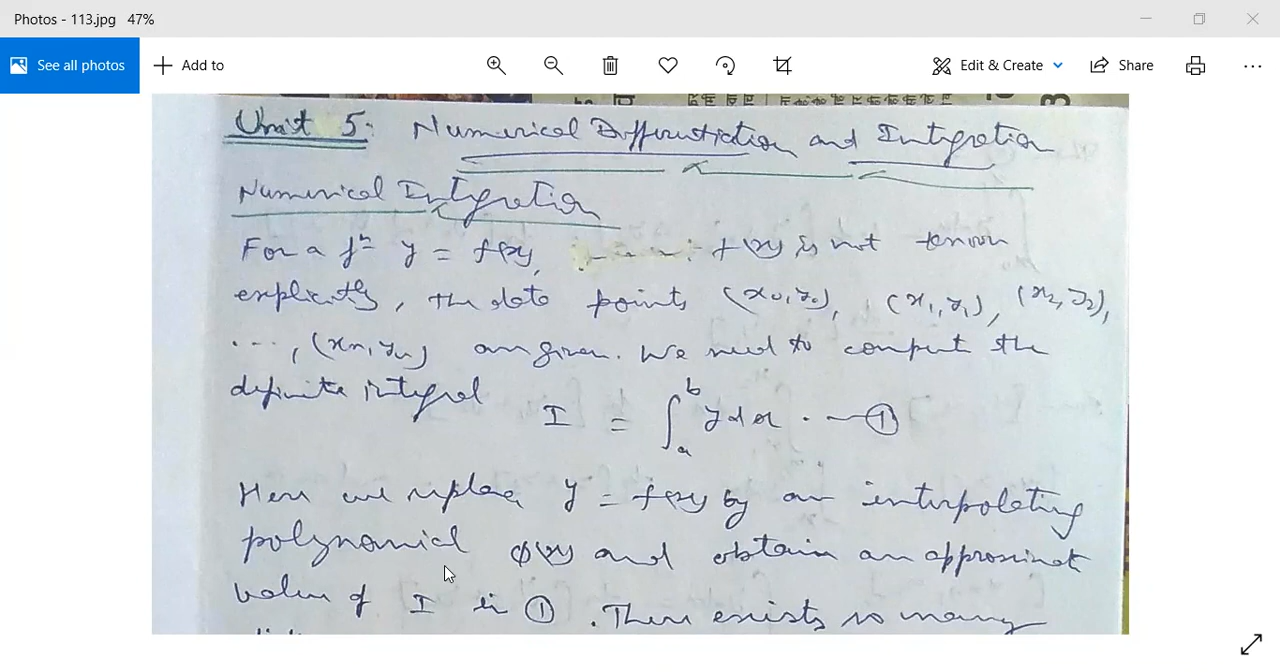 Photos - 113.jpg 47%
See all photos
Add to
Edit & Create
Share
Unit 5: Numerical Differentiation and Integration
Numerical Integration
For a fⁿ y = f(x), f(x) is not known
explicitly, the data points (x₀, y₀), (x₁, y₁), (x₂, y₂),
..., (xₙ, yₙ) are given. We need to compute the
definite integral I = ∫ₐᵇ y dx. — ①
Here we replace y = f(x) by an interpolating
polynomial φ(x) and obtain an approximate
value of I in ①. There exists so many